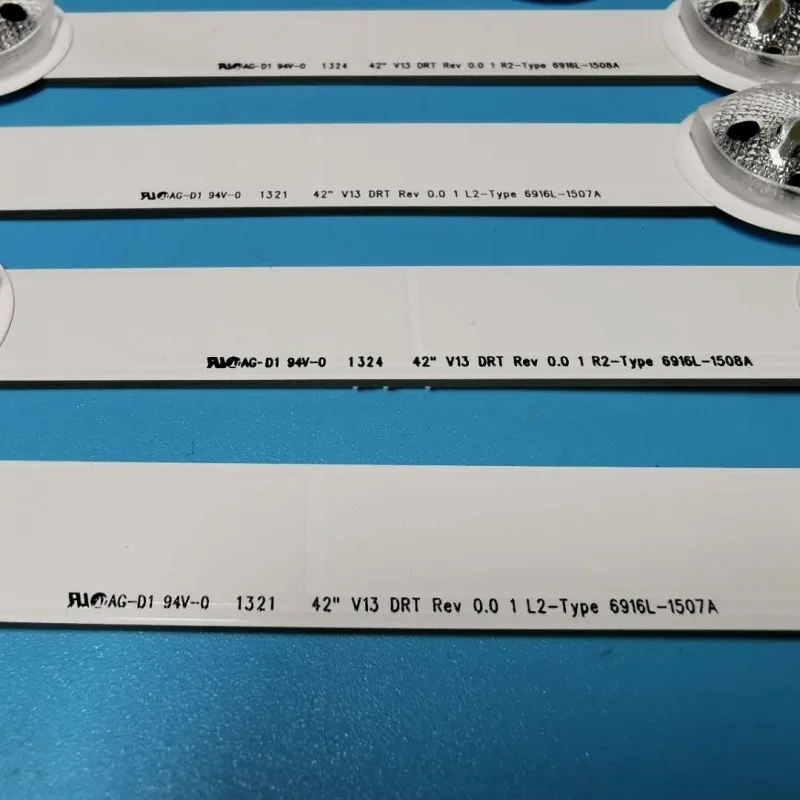 AG-D1 94V-0 1324 42" V13 DRT Rev 0.0 1 R2-Type 6916L-1508A
AG-D1 94V-0 1321 42" V13 DRT Rev 0.0 1 L2-Type 6916L-1507A
AG-D1 94V-0 1324 42" V13 DRT Rev 0.0 1 R2-Type 6916L-1508A
AG-D1 94V-0 1321 42" V13 DRT Rev 0.0 1 L2-Type 6916L-1507A